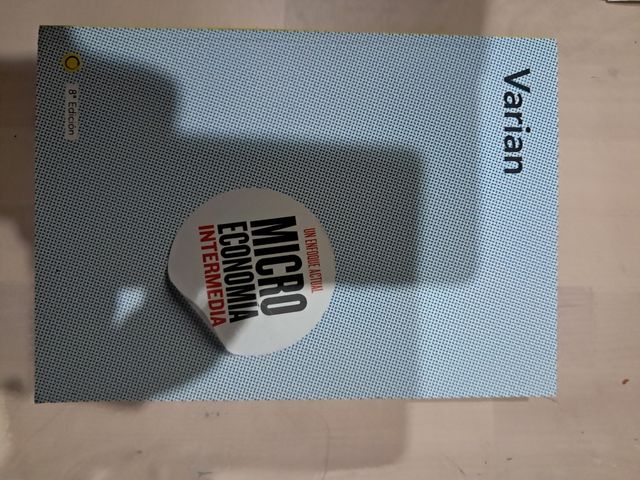 Varian
UN ENFOQUE ACTUAL
MICRO
ECONOMIA
INTERMEDIA
8ª Edición